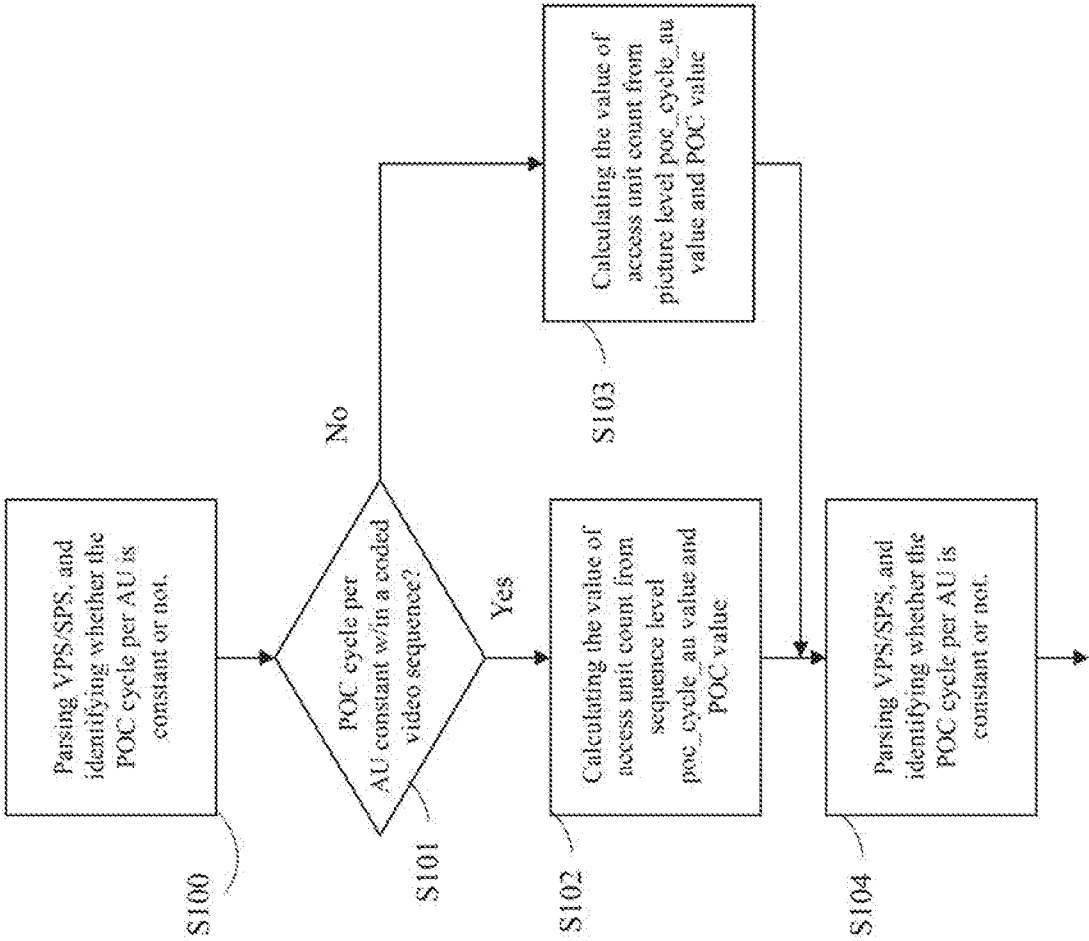 S100
Parsing VPS/SPS, and
identifying whether the
POC cycle per AU is
constant or not.
S101
POC cycle per
AU constant w/in a coded
video sequence?
No
Yes
S102
Calculating the value of
access unit count from
sequence level
poc_cycle_au value and
POC value
S103
Calculating the value of
access unit count from
picture level poc_cycle_au
value and POC value
S104
Parsing VPS/SPS, and
identifying whether the
POC cycle per AU is
constant or not.